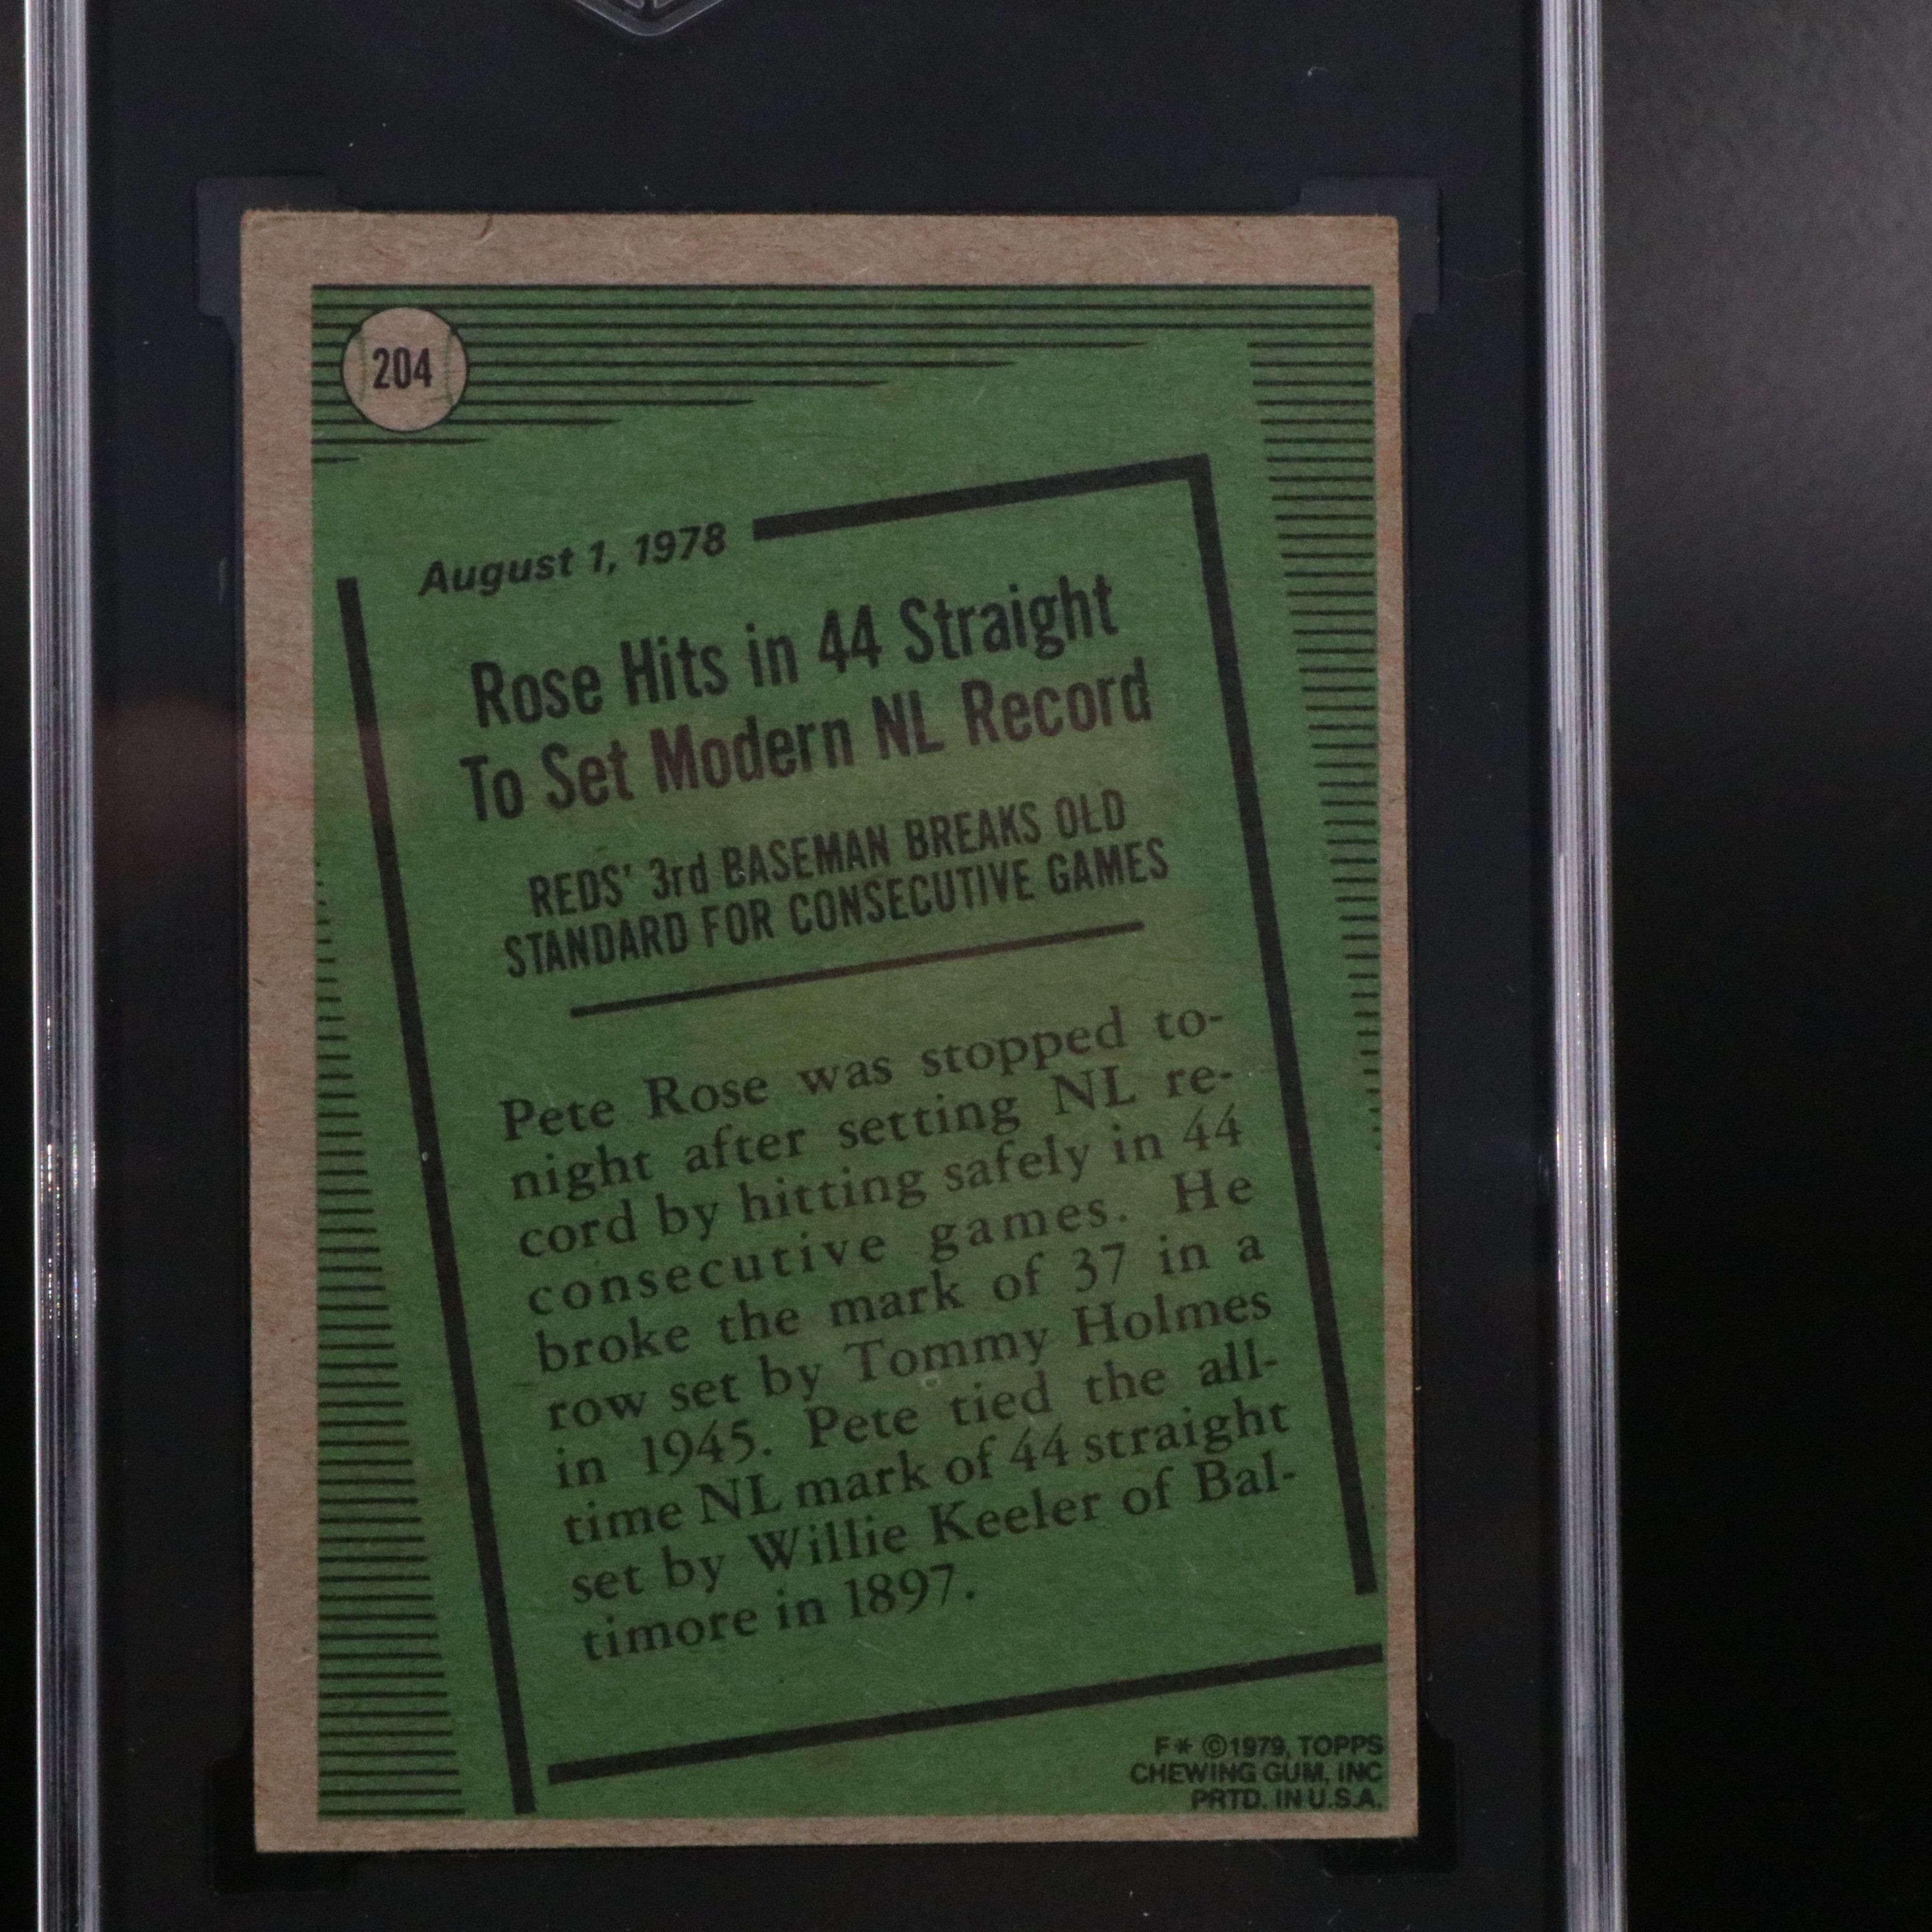 204
August 1, 1978
Rose Hits in 44 Straight
To Set Modern NL Record
REDS' 3rd BASEMAN BREAKS OLD
STANDARD FOR CONSECUTIVE GAMES
Pete Rose was stopped to-
night after setting NL re-
cord by hitting safely in 44
consecutive games. He
broke the mark of 37 in a
row set by Tommy Holmes
in 1945. Pete tied the all-
time NL mark of 44 straight
set by Willie Keeler of Bal-
timore in 1897.
F* ©1979, TOPPS
CHEWING GUM, INC
PRTD. IN U.S.A.